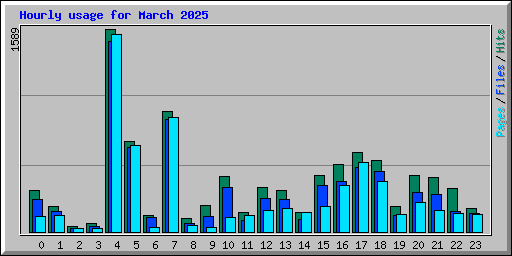 Hourly usage for March 2025
1589
Pages/Files/Hits
0 1 2 3 4 5 6 7 8 9 10 11 12 13 14 15 16 17 18 19 20 21 22 23